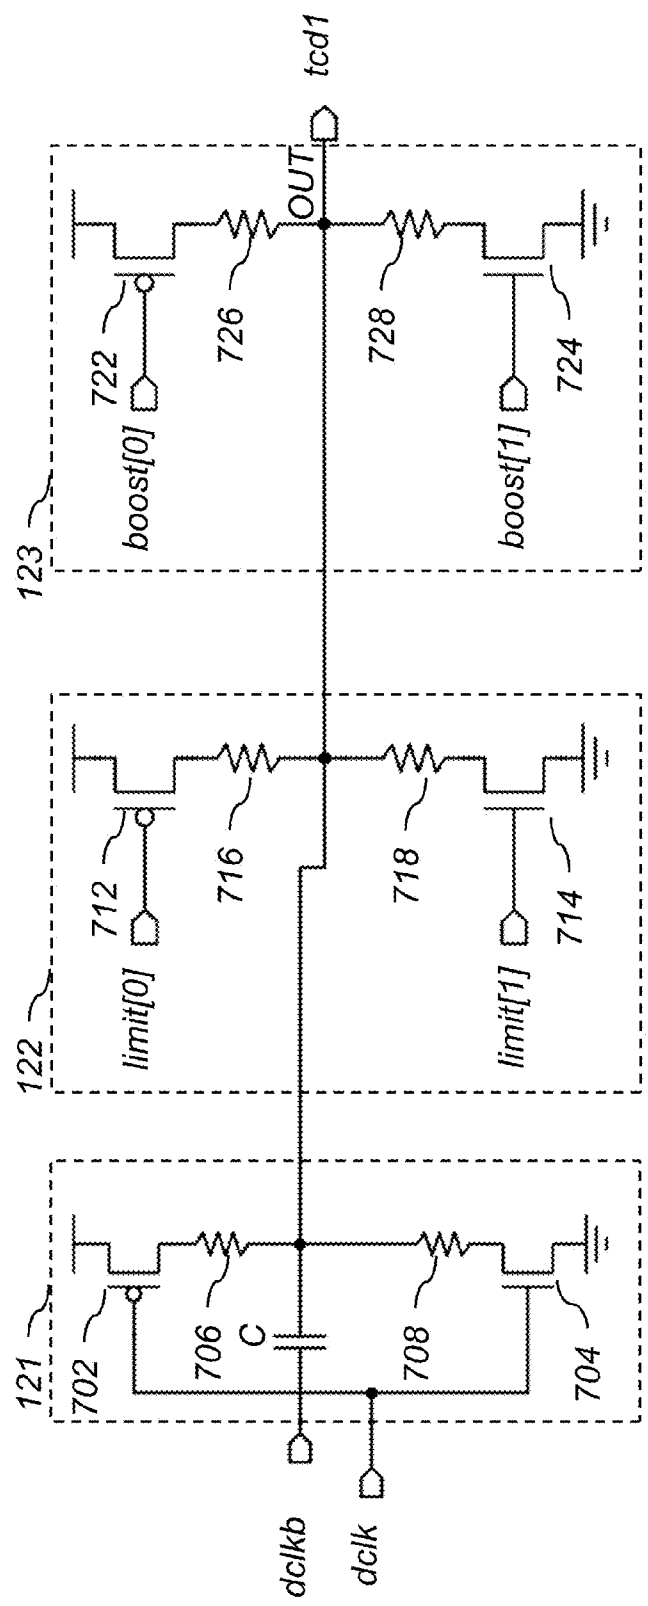 121
702
706
C
708
704
dclkb
dclk
122
712
limit[0]
716
718
limit[1]
714
123
722
boost[0]
726
OUT
728
boost[1]
724
tcd1